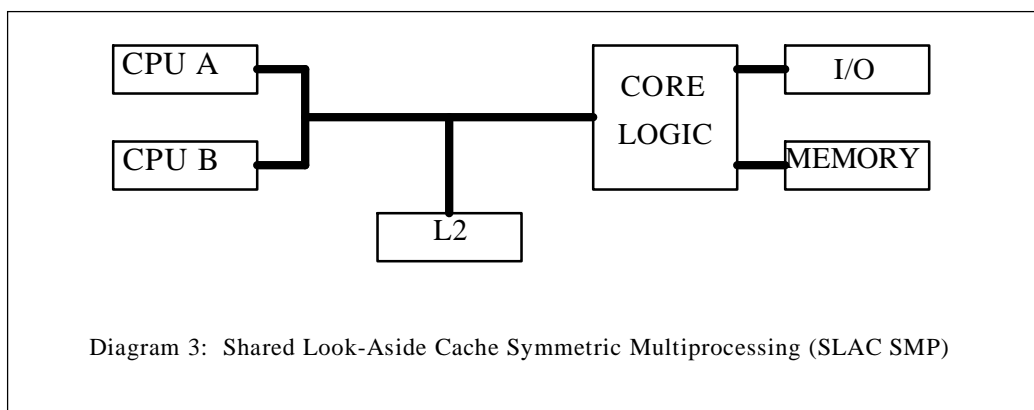 CPU A
CPU B
L2
CORE
LOGIC
I/O
MEMORY
Diagram 3: Shared Look-Aside Cache Symmetric Multiprocessing (SLAC SMP)